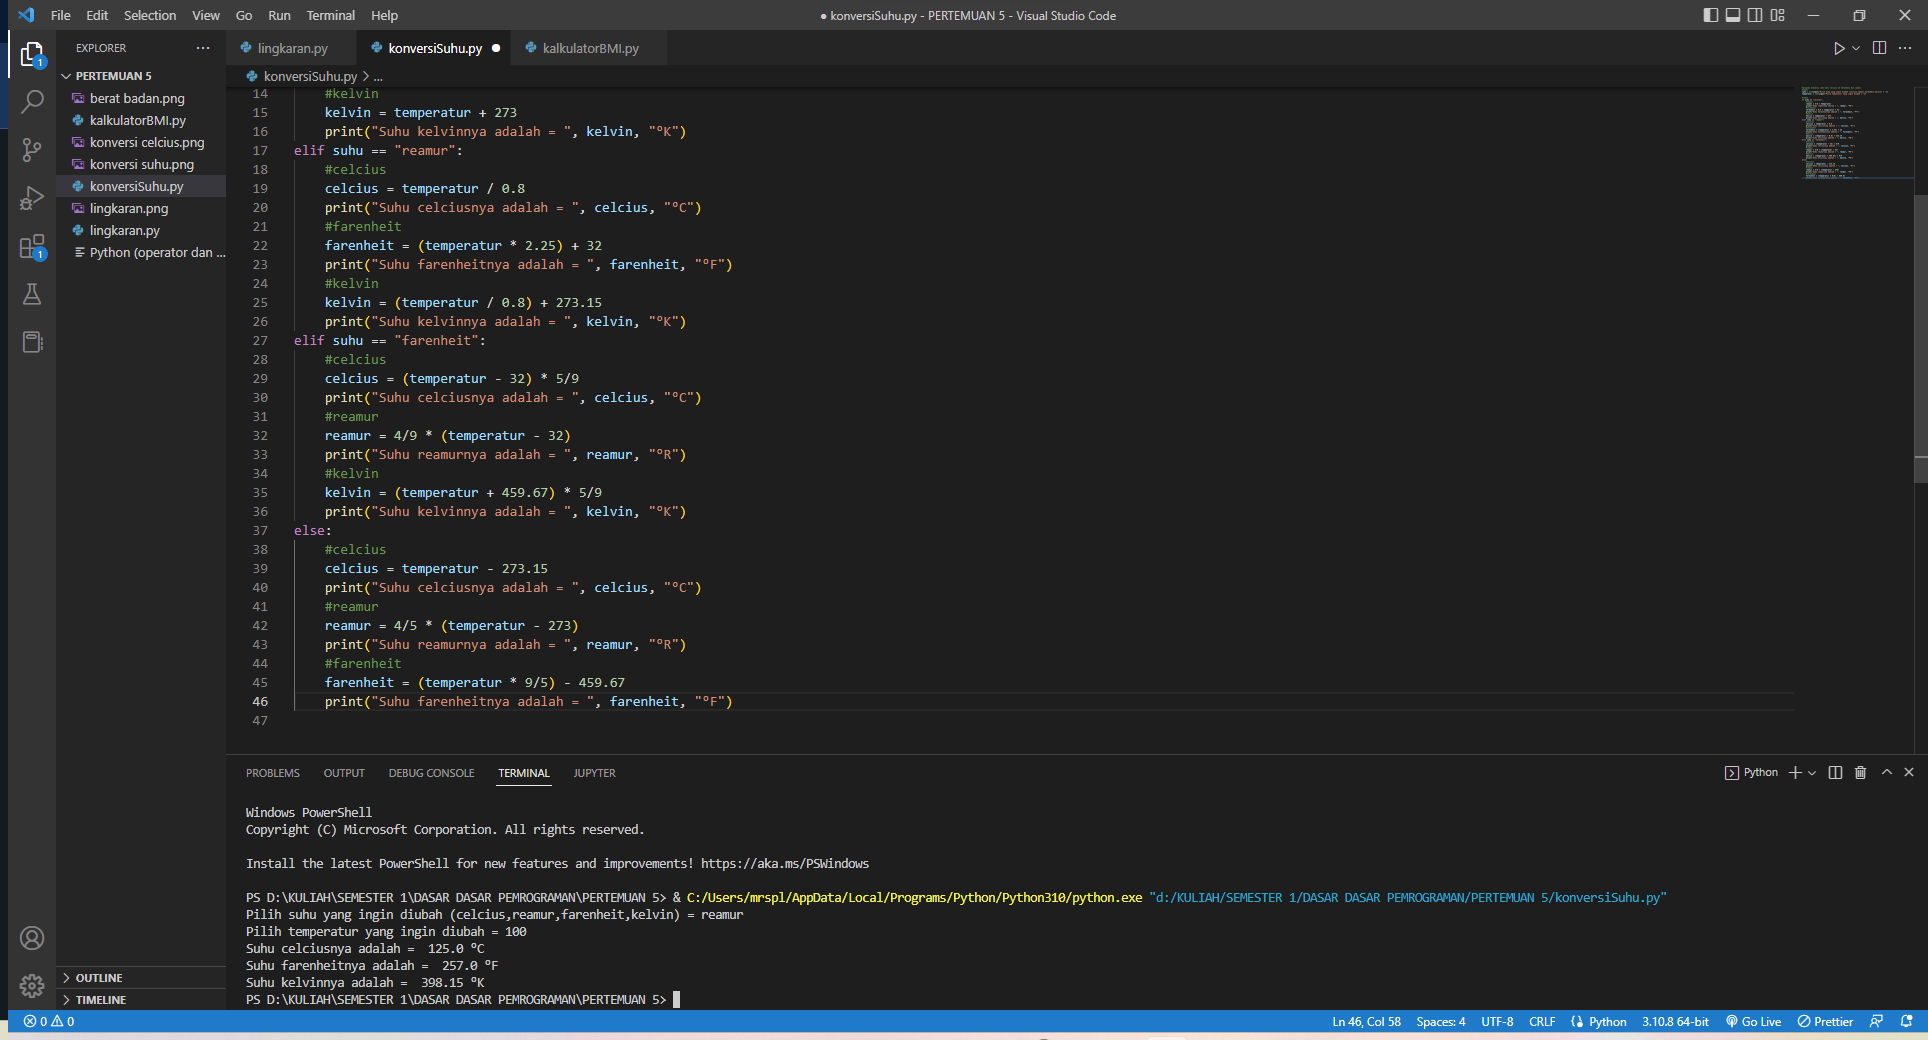 File Edit Selection View Go Run Terminal Help
● konversiSuhu.py - PERTEMUAN 5 - Visual Studio Code
EXPLORER ...
lingkaran.py konversiSuhu.py ● kalkulatorBMI.py
PERTEMUAN 5
berat badan.png
kalkulatorBMI.py
konversi celcius.png
konversi suhu.png
konversiSuhu.py
lingkaran.png
lingkaran.py
Python (operator dan ...
OUTLINE
TIMELINE
1
1
konversiSuhu.py > ...
14 #kelvin
15 kelvin = temperatur + 273
16 print("Suhu kelvinnya adalah = ", kelvin, "°K")
17 elif suhu == "reamur":
18 #celcius
19 celcius = temperatur / 0.8
20 print("Suhu celciusnya adalah = ", celcius, "°C")
21 #farenheit
22 farenheit = (temperatur * 2.25) + 32
23 print("Suhu farenheitnya adalah = ", farenheit, "°F")
24 #kelvin
25 kelvin = (temperatur / 0.8) + 273.15
26 print("Suhu kelvinnya adalah = ", kelvin, "°K")
27 elif suhu == "farenheit":
28 #celcius
29 celcius = (temperatur - 32) * 5/9
30 print("Suhu celciusnya adalah = ", celcius, "°C")
31 #reamur
32 reamur = 4/9 * (temperatur - 32)
33 print("Suhu reamurnya adalah = ", reamur, "°R")
34 #kelvin
35 kelvin = (temperatur + 459.67) * 5/9
36 print("Suhu kelvinnya adalah = ", kelvin, "°K")
37 else:
38 #celcius
39 celcius = temperatur - 273.15
40 print("Suhu celciusnya adalah = ", celcius, "°C")
41 #reamur
42 reamur = 4/5 * (temperatur - 273)
43 print("Suhu reamurnya adalah = ", reamur, "°R")
44 #farenheit
45 farenheit = (temperatur * 9/5) - 459.67
46 print("Suhu farenheitnya adalah = ", farenheit, "°F")
47
PROBLEMS OUTPUT DEBUG CONSOLE TERMINAL JUPYTER
Python
Windows PowerShell
Copyright (C) Microsoft Corporation. All rights reserved.
Install the latest PowerShell for new features and improvements! https://aka.ms/PSWindows
PS D:\KULIAH\SEMESTER 1\DASAR DASAR PEMROGRAMAN\PERTEMUAN 5> & C:/Users/mrspl/AppData/Local/Programs/Python/Python310/python.exe "d:/KULIAH/SEMESTER 1/DASAR DASAR PEMROGRAMAN/PERTEMUAN 5/konversiSuhu.py"
Pilih suhu yang ingin diubah (celcius,reamur,farenheit,kelvin) = reamur
Pilih temperatur yang ingin diubah = 100
Suhu celciusnya adalah =  125.0 °C
Suhu farenheitnya adalah =  257.0 °F
Suhu kelvinnya adalah =  398.15 °K
PS D:\KULIAH\SEMESTER 1\DASAR DASAR PEMROGRAMAN\PERTEMUAN 5>
0 0
Ln 46, Col 58 Spaces: 4 UTF-8 CRLF Python 3.10.8 64-bit Go Live Prettier